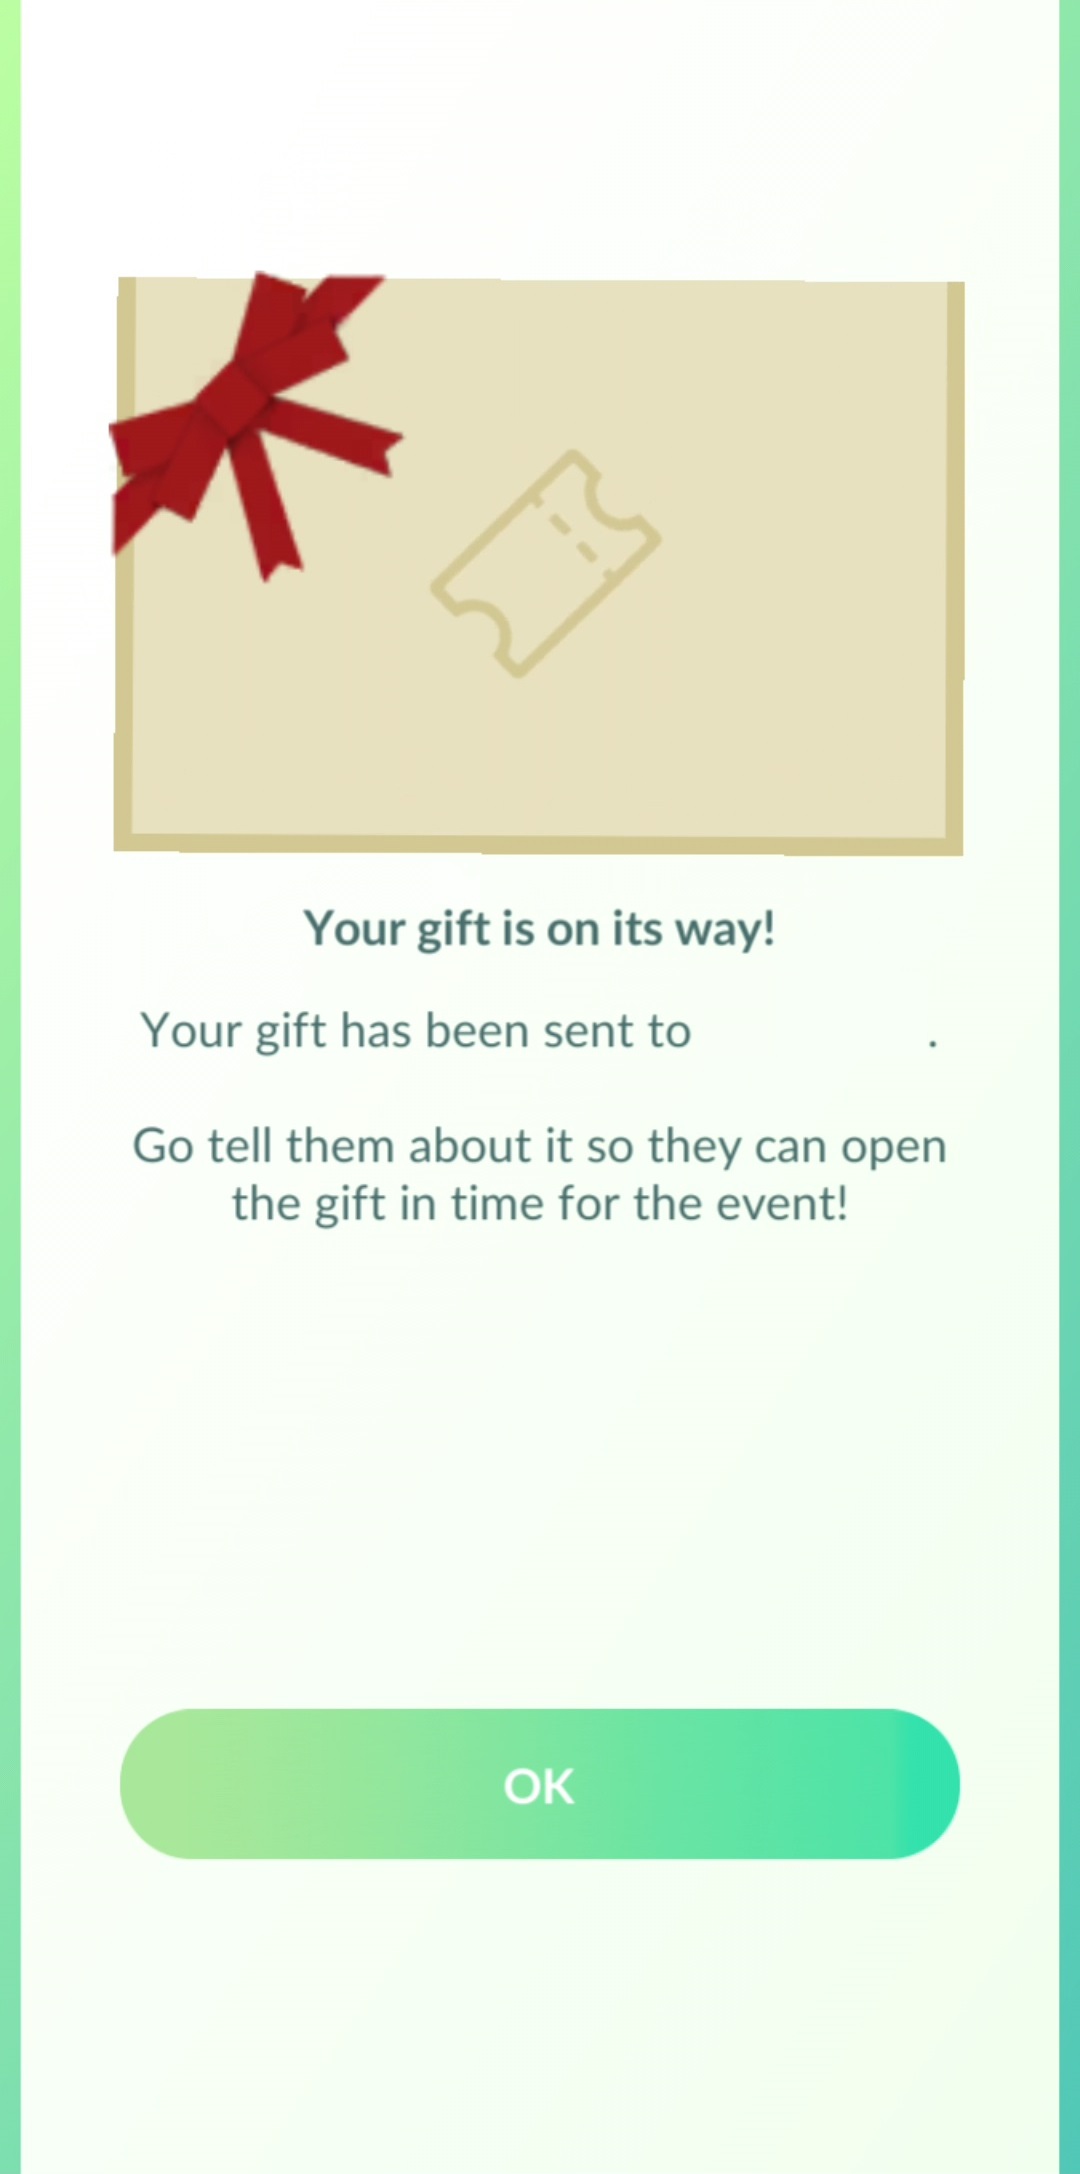 Your gift is on its way!
Your gift has been sent to .
Go tell them about it so they can open
the gift in time for the event!
OK